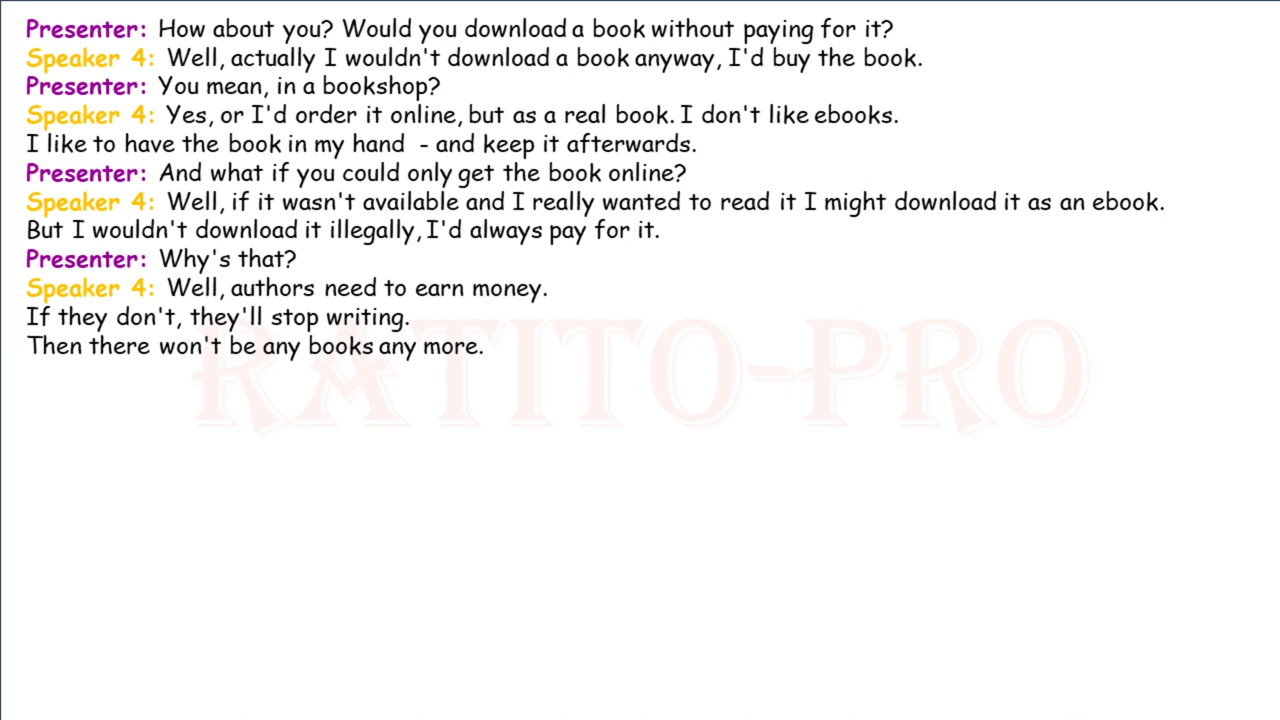 Presenter: How about you? Would you download a book without paying for it?
Speaker 4: Well, actually I wouldn't download a book anyway, I'd buy the book.
Presenter: You mean, in a bookshop?
Speaker 4: Yes, or I'd order it online, but as a real book. I don't like ebooks.
I like to have the book in my hand - and keep it afterwards.
Presenter: And what if you could only get the book online?
Speaker 4: Well, if it wasn't available and I really wanted to read it I might download it as an ebook.
But I wouldn't download it illegally, I'd always pay for it.
Presenter: Why's that?
Speaker 4: Well, authors need to earn money.
If they don't, they'll stop writing.
Then there won't be any books any more.
RATITO-PRO